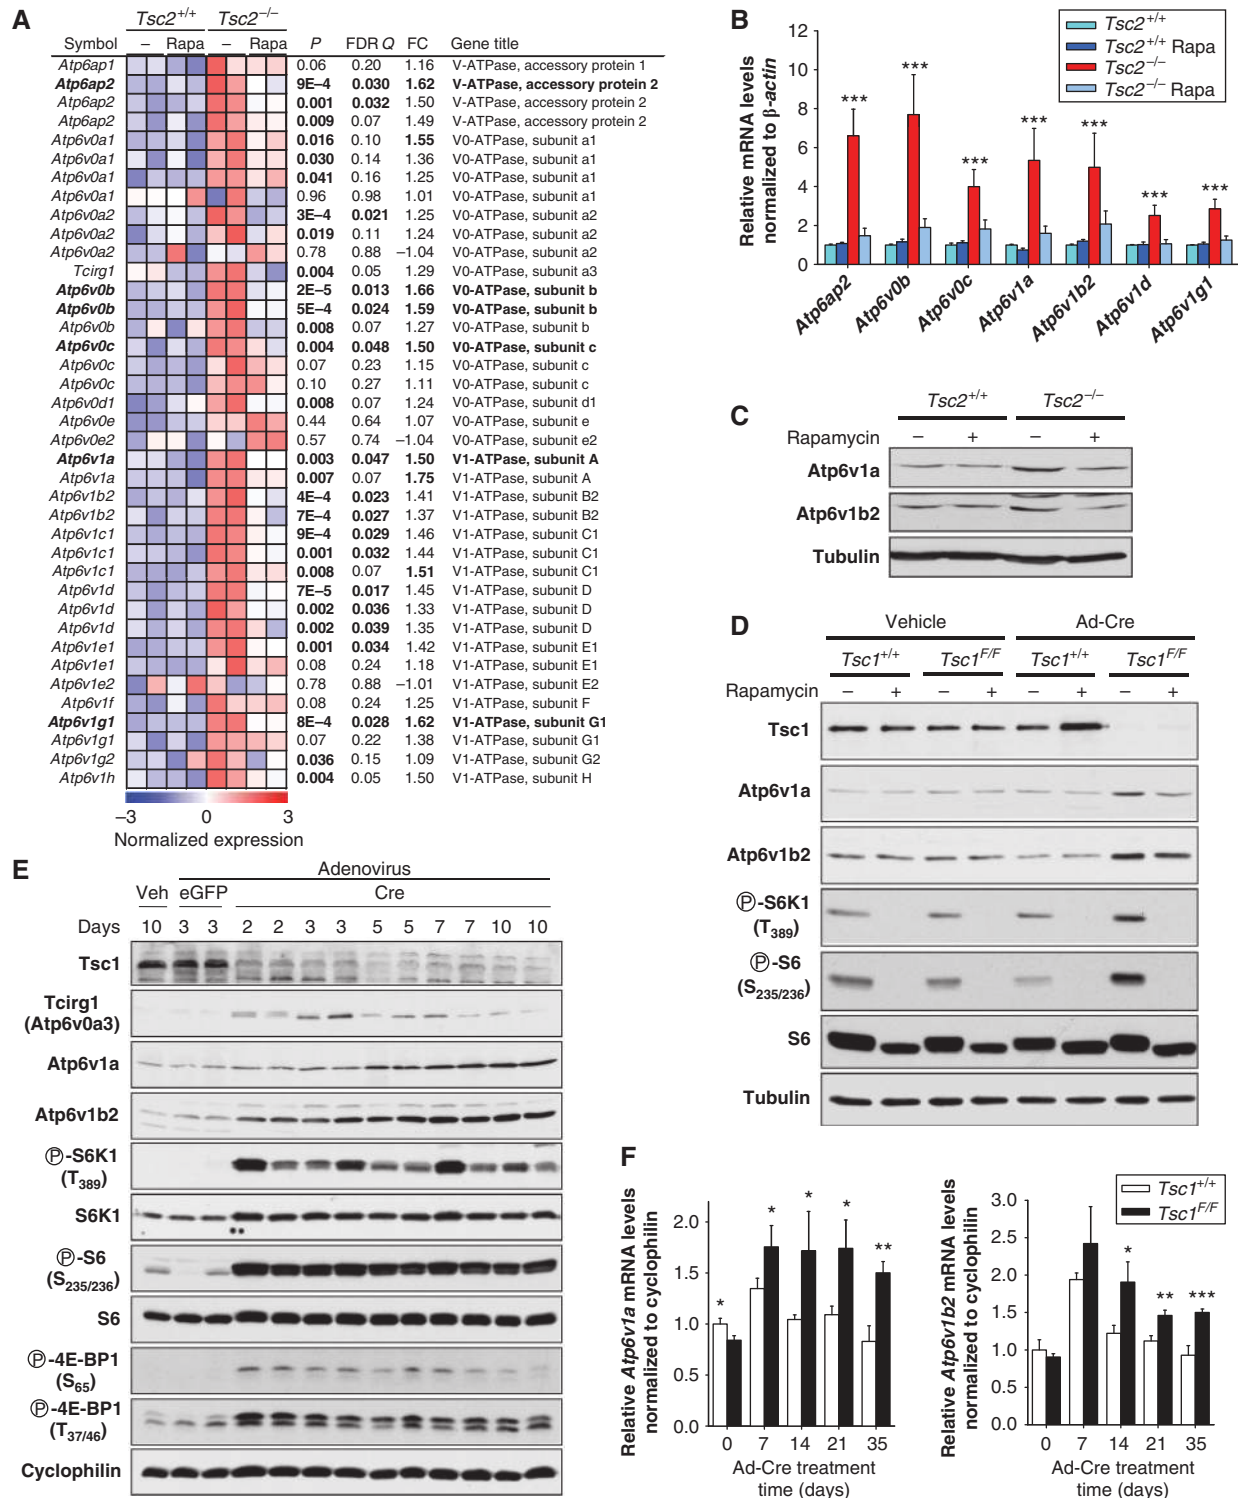 A
Tsc2+/+ Tsc2−/−
Symbol – Rapa – Rapa P FDR Q FC Gene title
Atp6ap1 0.06 0.20 1.16 V-ATPase, accessory protein 1
Atp6ap2 9E–4 0.030 1.62 V-ATPase, accessory protein 2
Atp6ap2 0.001 0.032 1.50 V-ATPase, accessory protein 2
Atp6ap2 0.009 0.07 1.49 V-ATPase, accessory protein 2
Atp6v0a1 0.016 0.10 1.55 V0-ATPase, subunit a1
Atp6v0a1 0.030 0.14 1.36 V0-ATPase, subunit a1
Atp6v0a1 0.041 0.16 1.25 V0-ATPase, subunit a1
Atp6v0a1 0.96 0.98 1.01 V0-ATPase, subunit a1
Atp6v0a2 3E–4 0.021 1.25 V0-ATPase, subunit a2
Atp6v0a2 0.019 0.11 1.24 V0-ATPase, subunit a2
Atp6v0a2 0.78 0.88 –1.04 V0-ATPase, subunit a2
Tcirg1 0.004 0.05 1.29 V0-ATPase, subunit a3
Atp6v0b 2E–5 0.013 1.66 V0-ATPase, subunit b
Atp6v0b 5E–4 0.024 1.59 V0-ATPase, subunit b
Atp6v0b 0.008 0.07 1.27 V0-ATPase, subunit b
Atp6v0c 0.004 0.048 1.50 V0-ATPase, subunit c
Atp6v0c 0.07 0.23 1.15 V0-ATPase, subunit c
Atp6v0c 0.10 0.27 1.11 V0-ATPase, subunit c
Atp6v0d1 0.008 0.07 1.24 V0-ATPase, subunit d1
Atp6v0e 0.44 0.64 1.07 V0-ATPase, subunit e
Atp6v0e2 0.57 0.74 –1.04 V0-ATPase, subunit e2
Atp6v1a 0.003 0.047 1.50 V1-ATPase, subunit A
Atp6v1a 0.007 0.07 1.75 V1-ATPase, subunit A
Atp6v1b2 4E–4 0.023 1.41 V1-ATPase, subunit B2
Atp6v1b2 7E–4 0.027 1.37 V1-ATPase, subunit B2
Atp6v1c1 9E–4 0.029 1.46 V1-ATPase, subunit C1
Atp6v1c1 0.001 0.032 1.44 V1-ATPase, subunit C1
Atp6v1c1 0.008 0.07 1.51 V1-ATPase, subunit C1
Atp6v1d 7E–5 0.017 1.45 V1-ATPase, subunit D
Atp6v1d 0.002 0.036 1.33 V1-ATPase, subunit D
Atp6v1d 0.002 0.039 1.35 V1-ATPase, subunit D
Atp6v1e1 0.001 0.034 1.42 V1-ATPase, subunit E1
Atp6v1e1 0.08 0.24 1.18 V1-ATPase, subunit E1
Atp6v1e2 0.78 0.88 –1.01 V1-ATPase, subunit E2
Atp6v1f 0.08 0.24 1.25 V1-ATPase, subunit F
Atp6v1g1 8E–4 0.028 1.62 V1-ATPase, subunit G1
Atp6v1g1 0.07 0.22 1.38 V1-ATPase, subunit G1
Atp6v1g2 0.036 0.15 1.09 V1-ATPase, subunit G2
Atp6v1h 0.004 0.05 1.50 V1-ATPase, subunit H
–3 0 3
Normalized expression
B
Tsc2+/+
Tsc2+/+ Rapa
Tsc2−/−
Tsc2−/− Rapa
Relative mRNA levels
normalized to β-actin
12
10
8
6
4
2
0
*** *** *** *** *** *** ***
Atp6ap2 Atp6v0b Atp6v0c Atp6v1a Atp6v1b2 Atp6v1d Atp6v1g1
C
Tsc2+/+ Tsc2−/−
Rapamycin – + – +
Atp6v1a
Atp6v1b2
Tubulin
D
Vehicle Ad-Cre
Tsc1+/+ Tsc1F/F Tsc1+/+ Tsc1F/F
Rapamycin – + – + – + – +
Tsc1
Atp6v1a
Atp6v1b2
Ⓟ-S6K1
(T389)
Ⓟ-S6
(S235/236)
S6
Tubulin
E
Adenovirus
Veh eGFP Cre
Days 10 3 3 2 2 3 3 5 5 7 7 10 10
Tsc1
Tcirg1
(Atp6v0a3)
Atp6v1a
Atp6v1b2
Ⓟ-S6K1
(T389)
S6K1
Ⓟ-S6
(S235/236)
S6
Ⓟ-4E-BP1
(S65)
Ⓟ-4E-BP1
(T37/46)
Cyclophilin
F
Relative Atp6v1a mRNA levels
normalized to cyclophilin
2.0
1.5
1.0
0.5
0.0
* * * * **
0 7 14 21 35
Ad-Cre treatment
time (days)
Tsc1+/+
Tsc1F/F
Relative Atp6v1b2 mRNA levels
normalized to cyclophilin
3.0
2.5
2.0
1.5
1.0
0.5
0.0
* ** ***
0 7 14 21 35
Ad-Cre treatment
time (days)